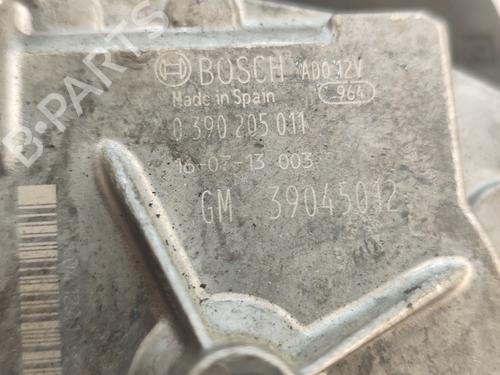 BOSCH ADO 12V
Made in Spain 964
0 390 205 011
16-07-13 003
GM 39045012
B-PARTS